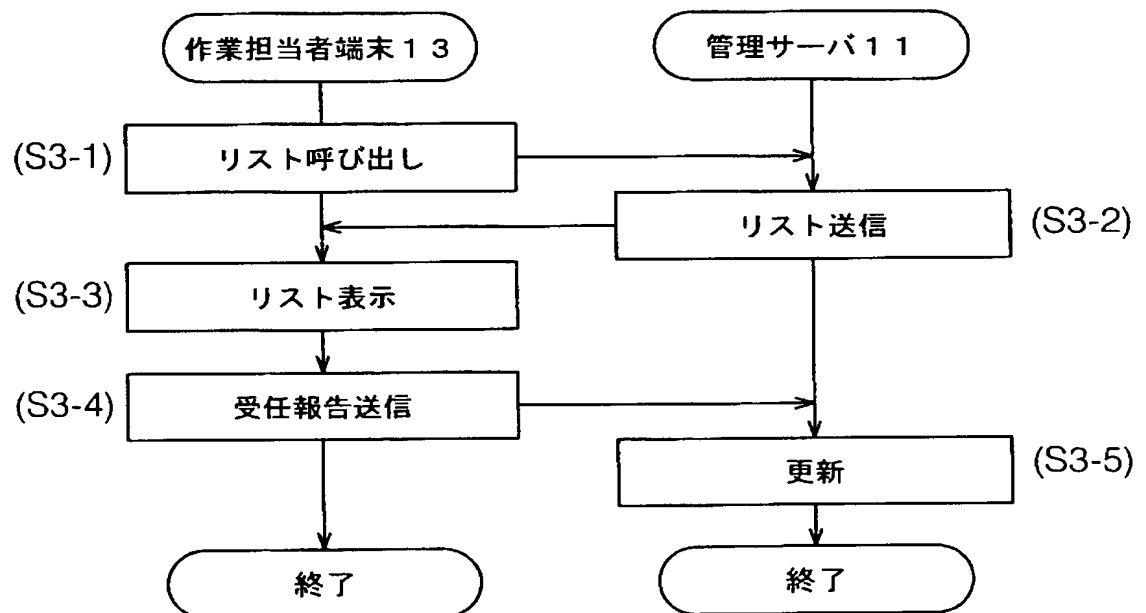 作業担当者端末１３
管理サーバ１１
(S3-1)
リスト呼び出し
リスト送信
(S3-2)
(S3-3)
リスト表示
(S3-4)
受任報告送信
更新
(S3-5)
終了
終了